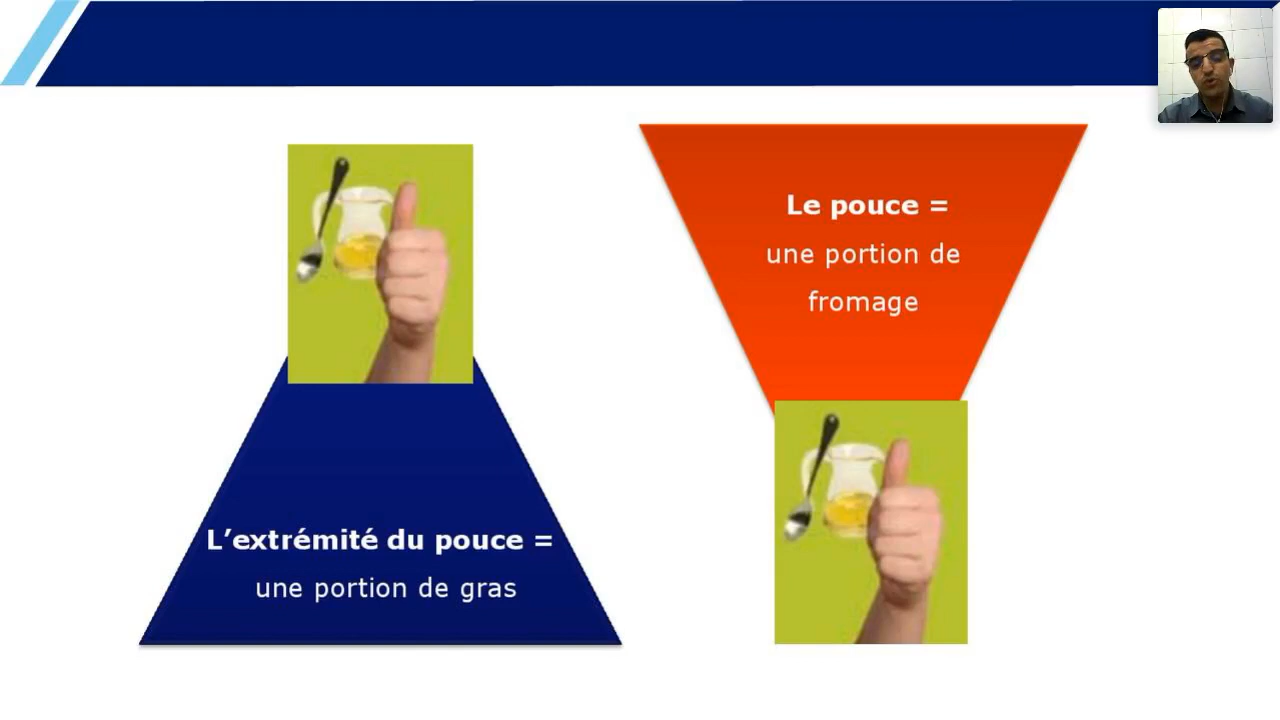 L’extrémité du pouce =
une portion de gras
Le pouce =
une portion de
fromage